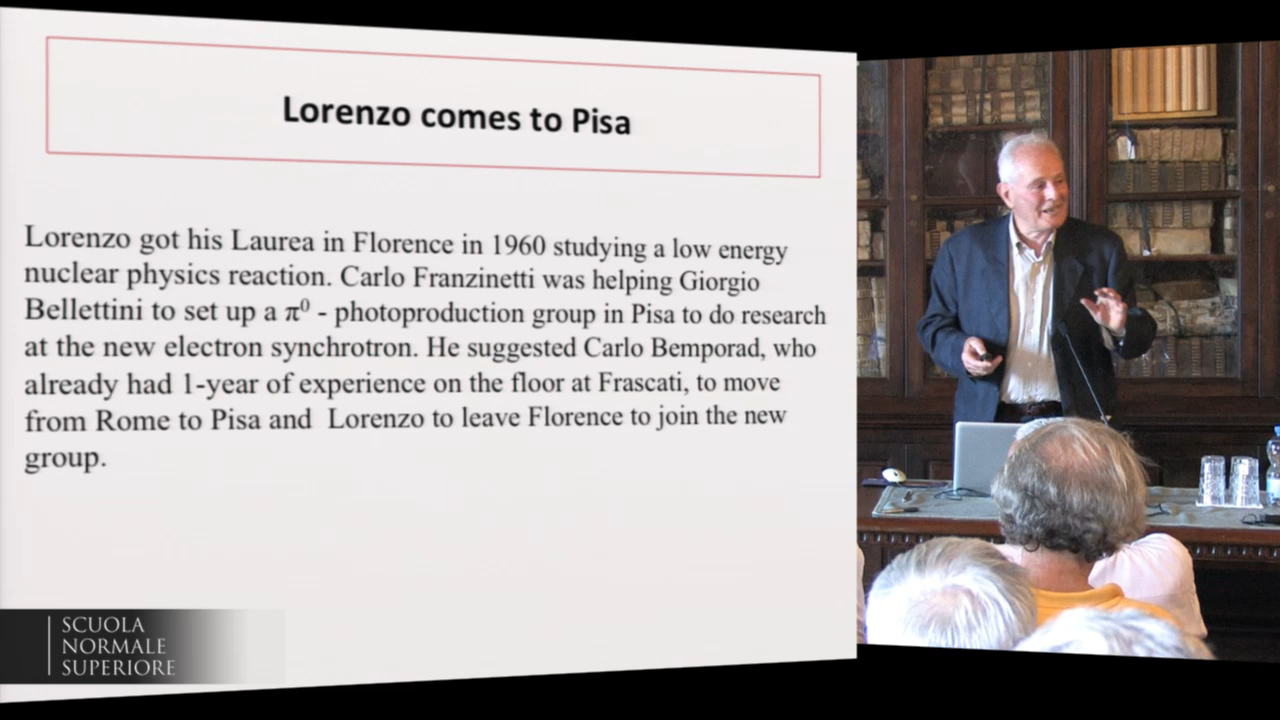 Lorenzo comes to Pisa
Lorenzo got his Laurea in Florence in 1960 studying a low energy
nuclear physics reaction. Carlo Franzinetti was helping Giorgio
Bellettini to set up a π⁰ - photoproduction group in Pisa to do research
at the new electron synchrotron. He suggested Carlo Bemporad, who
already had 1-year of experience on the floor at Frascati, to move
from Rome to Pisa and Lorenzo to leave Florence to join the new
group.
SCUOLA
NORMALE
SUPERIORE